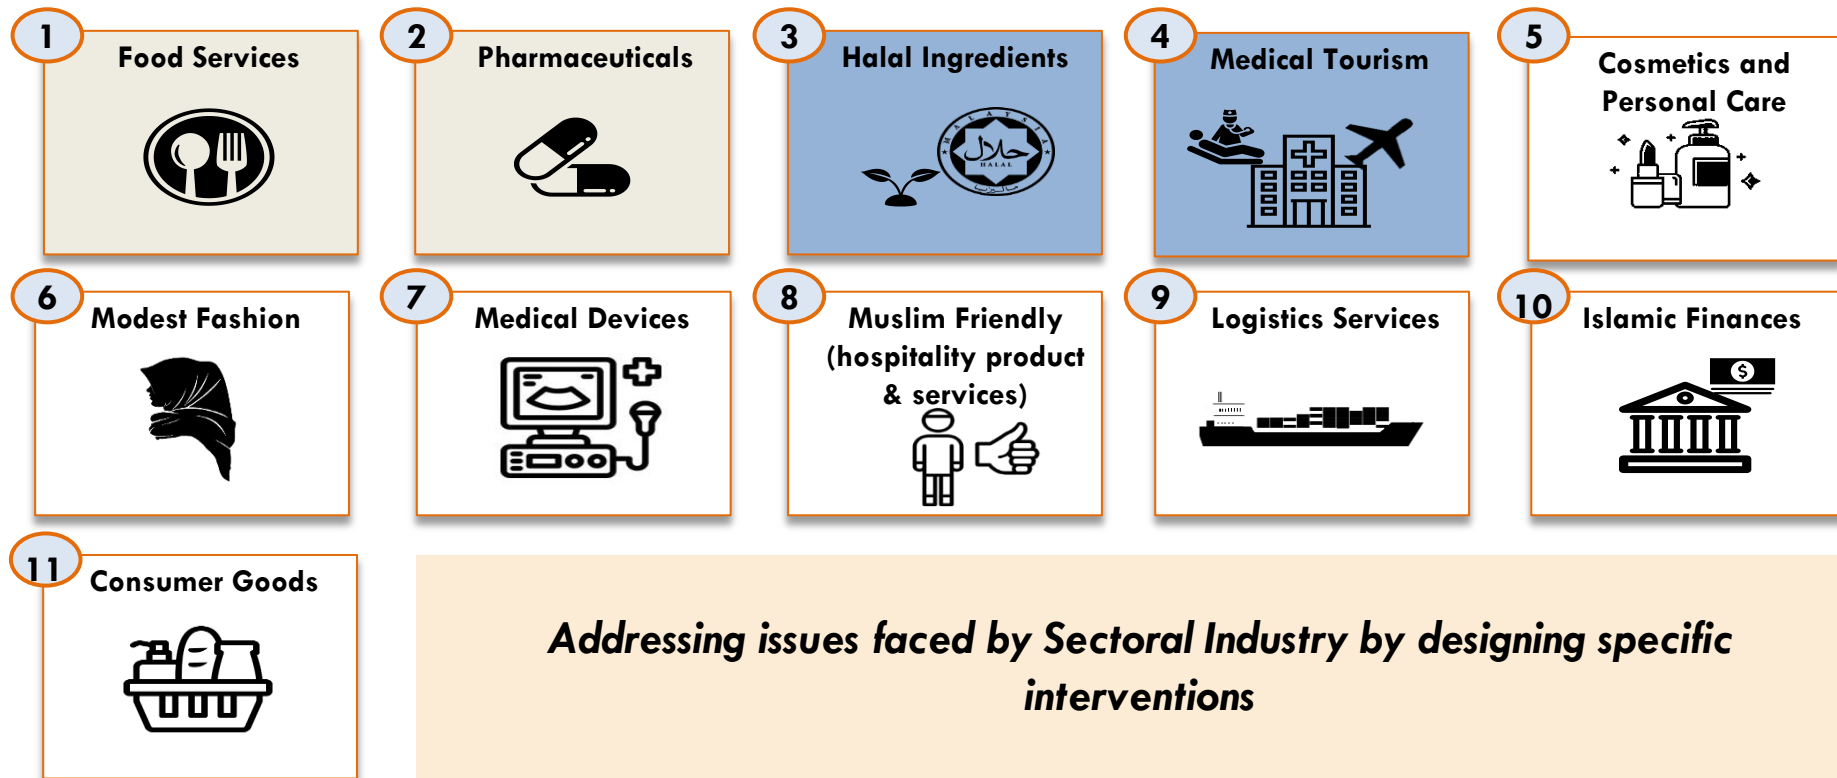 1
Food Services
2
Pharmaceuticals
3
Halal Ingredients
MALAYSIA
حلال
HALAL
ماليزيا
4
Medical Tourism
5
Cosmetics and
Personal Care
6
Modest Fashion
7
Medical Devices
8
Muslim Friendly
(hospitality product
& services)
9
Logistics Services
10
Islamic Finances
$
11
Consumer Goods
Addressing issues faced by Sectoral Industry by designing specific
interventions